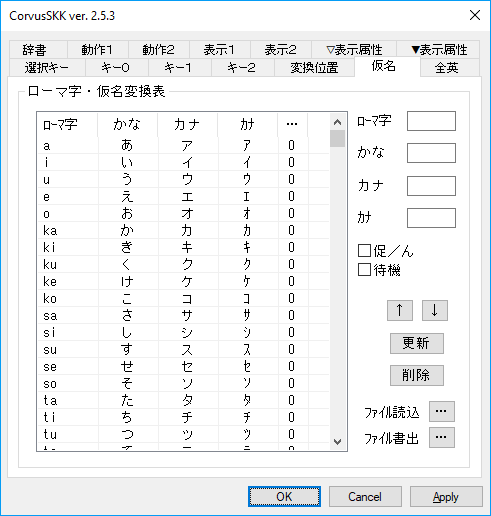 CorvusSKK ver. 2.5.3
辞書 動作1 動作2 表示1 表示2 ▽表示属性 ▼表示属性
選択キー キー0 キー1 キー2 変換位置 仮名 全英
ローマ字・仮名変換表
ﾛｰﾏ字 かな カナ ｶﾅ ...
a あ ア ｱ 0
i い イ ｲ 0
u う ウ ｳ 0
e え エ ｴ 0
o お オ ｵ 0
ka か カ ｶ 0
ki き キ ｷ 0
ku く ク ｸ 0
ke け ケ ｹ 0
ko こ コ ｺ 0
sa さ サ ｻ 0
si し シ ｼ 0
su す ス ｽ 0
se せ セ ｾ 0
so そ ソ ｿ 0
ta た タ ﾀ 0
ti ち チ ﾁ 0
tu つ ツ ﾂ 0
ﾛｰﾏ字
かな
カナ
ｶﾅ
促／ん
待機
↑ ↓
更新
削除
ﾌｧｲﾙ読込 ...
ﾌｧｲﾙ書出 ...
OK Cancel Apply